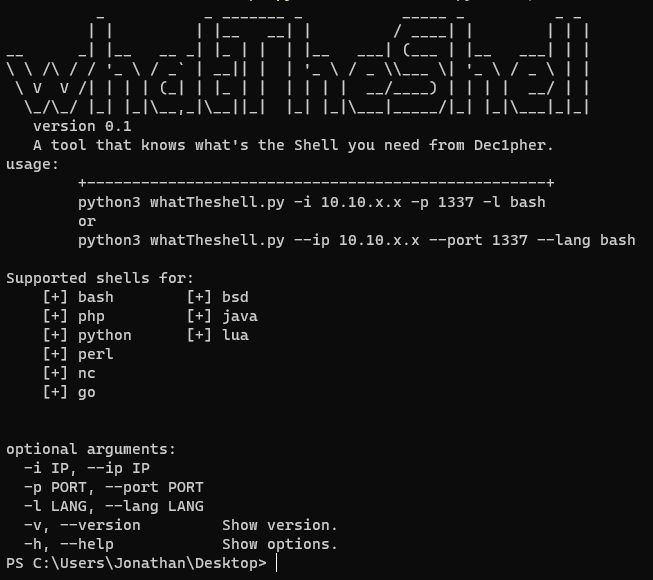 whatTheShell
version 0.1
A tool that knows what's the Shell you need from Dec1pher.
usage:
+---------------------------------------------------+
python3 whatTheshell.py -i 10.10.x.x -p 1337 -l bash
or
python3 whatTheshell.py --ip 10.10.x.x --port 1337 --lang bash
Supported shells for:
[+] bash [+] bsd
[+] php [+] java
[+] python [+] lua
[+] perl
[+] nc
[+] go
optional arguments:
-i IP, --ip IP
-p PORT, --port PORT
-l LANG, --lang LANG
-v, --version Show version.
-h, --help Show options.
PS C:\Users\Jonathan\Desktop>